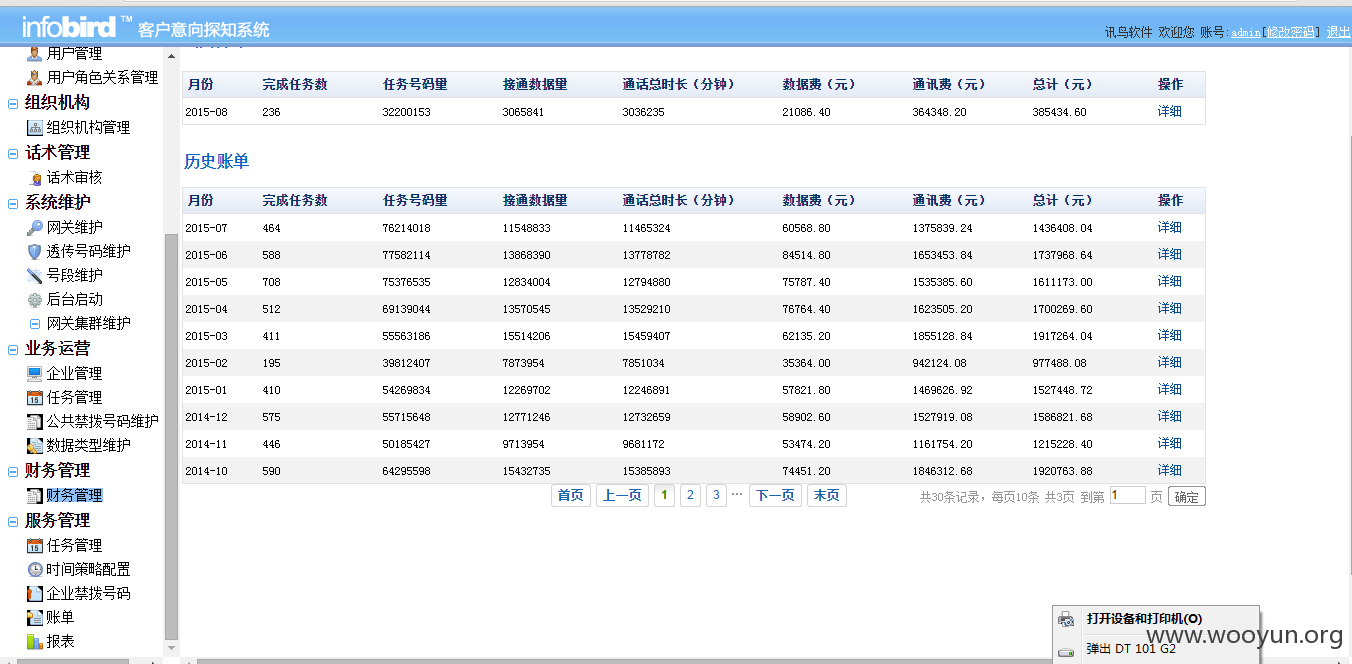 infobird™ 客户意向探知系统
讯鸟软件 欢迎您 账号:admin[修改密码] 退出
用户管理
用户角色关系管理
组织机构
组织机构管理
话术管理
话术审核
系统维护
网关维护
透传号码维护
号段维护
后台启动
网关集群维护
业务运营
企业管理
任务管理
公共禁拨号码维护
数据类型维护
财务管理
财务管理
服务管理
任务管理
时间策略配置
企业禁拨号码
账单
报表
月份 完成任务数 任务号码量 接通数据量 通话总时长（分钟） 数据费（元） 通讯费（元） 总计（元） 操作
2015-08 236 32200153 3065841 3036235 21086.40 364348.20 385434.60 详细
历史账单
月份 完成任务数 任务号码量 接通数据量 通话总时长（分钟） 数据费（元） 通讯费（元） 总计（元） 操作
2015-07 464 76214018 11548833 11465324 60568.80 1375839.24 1436408.04 详细
2015-06 588 77582114 13868390 13778782 84514.80 1653453.84 1737968.64 详细
2015-05 708 75376535 12834004 12794880 75787.40 1535385.60 1611173.00 详细
2015-04 512 69139044 13570545 13529210 76764.40 1623505.20 1700269.60 详细
2015-03 411 55563186 15514206 15459407 62135.20 1855128.84 1917264.04 详细
2015-02 195 39812407 7873954 7851034 35364.00 942124.08 977488.08 详细
2015-01 410 54269834 12269702 12246891 57821.80 1469626.92 1527448.72 详细
2014-12 575 55715648 12771246 12732659 58902.60 1527919.08 1586821.68 详细
2014-11 446 50185427 9713954 9681172 53474.20 1161754.20 1215228.40 详细
2014-10 590 64295598 15432735 15385893 74451.20 1846312.68 1920763.88 详细
首页 上一页 1 2 3 ... 下一页 末页 共30条记录，每页10条 共3页 到第 1 页 确定
打开设备和打印机(O)
弹出 DT 101 G2
www.wooyun.org